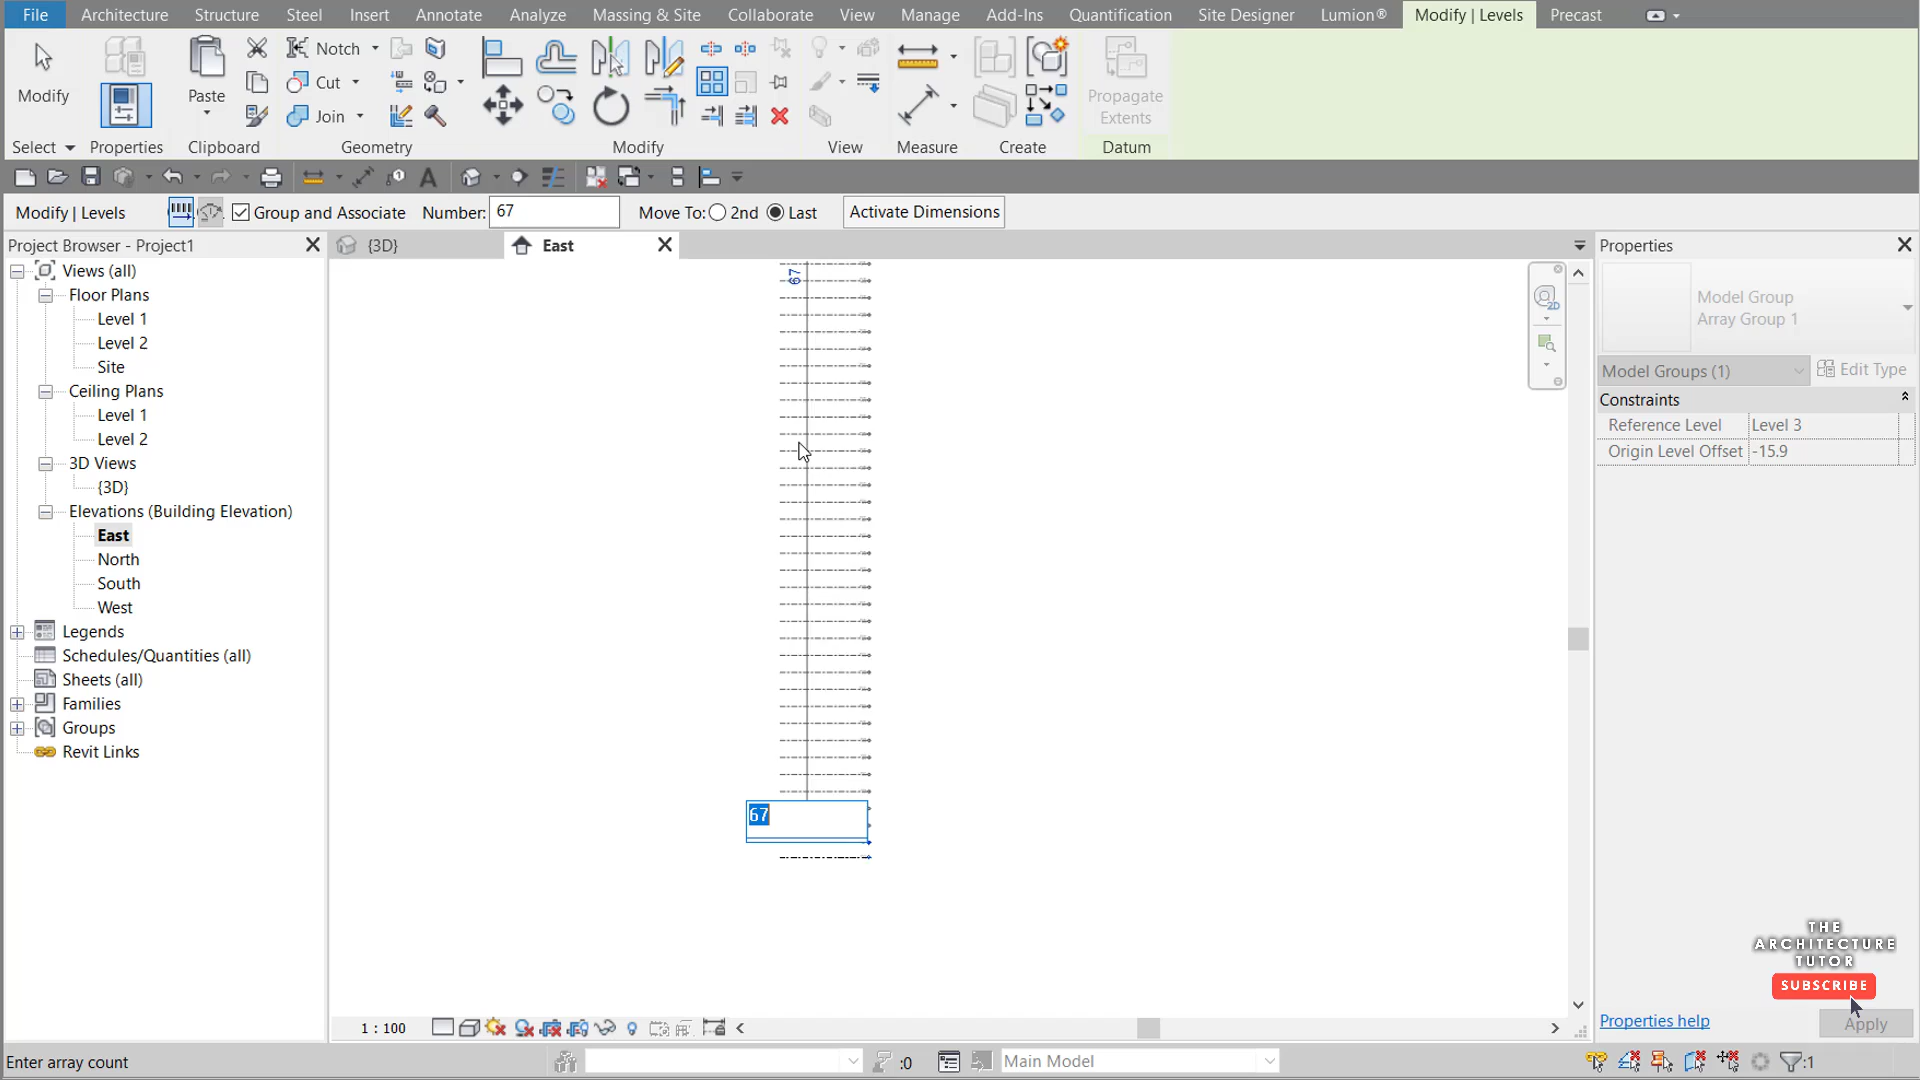 File Architecture Structure Steel Insert Annotate Analyze Massing & Site Collaborate View Manage Add-Ins Quantification Site Designer Lumion® Modify | Levels Precast
Notch
Cut
Join
Modify
Paste
Propagate
Extents
Select Properties Clipboard Geometry Modify View Measure Create Datum
Modify | Levels Group and Associate Number: 67 Move To: 2nd Last Activate Dimensions
Project Browser - Project1
{3D}
East
Properties
Views (all)
Floor Plans
Level 1
Level 2
Site
Ceiling Plans
Level 1
Level 2
3D Views
{3D}
Elevations (Building Elevation)
East
North
South
West
Legends
Schedules/Quantities (all)
Sheets (all)
Families
Groups
Revit Links
67
67
2D
Model Group
Array Group 1
Model Groups (1) Edit Type
Constraints
Reference Level Level 3
Origin Level Offset -15.9
THE
ARCHITECTURE
TUTOR
SUBSCRIBE
Properties help Apply
1 : 100
Enter array count :0 Main Model :1